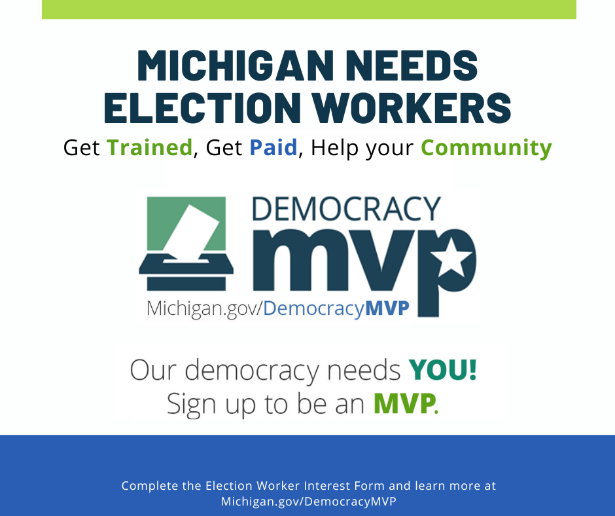 MICHIGAN NEEDS
ELECTION WORKERS
Get Trained, Get Paid, Help your Community
DEMOCRACY
mvp
Michigan.gov/DemocracyMVP
Our democracy needs YOU!
Sign up to be an MVP.
Complete the Election Worker Interest Form and learn more at
Michigan.gov/DemocracyMVP